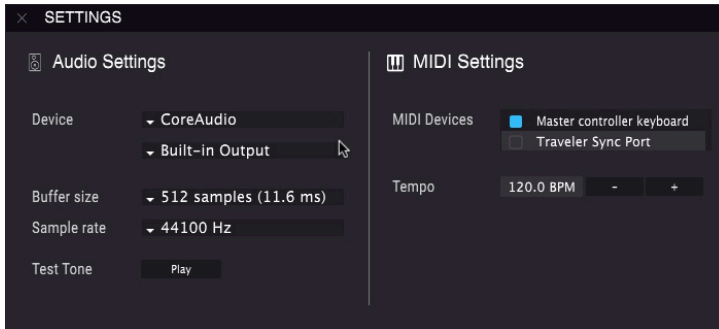 × SETTINGS
Audio Settings
Device
CoreAudio
Built-in Output
Buffer size
512 samples (11.6 ms)
Sample rate
44100 Hz
Test Tone
Play
MIDI Settings
MIDI Devices
Master controller keyboard
Traveler Sync Port
Tempo
120.0 BPM - +